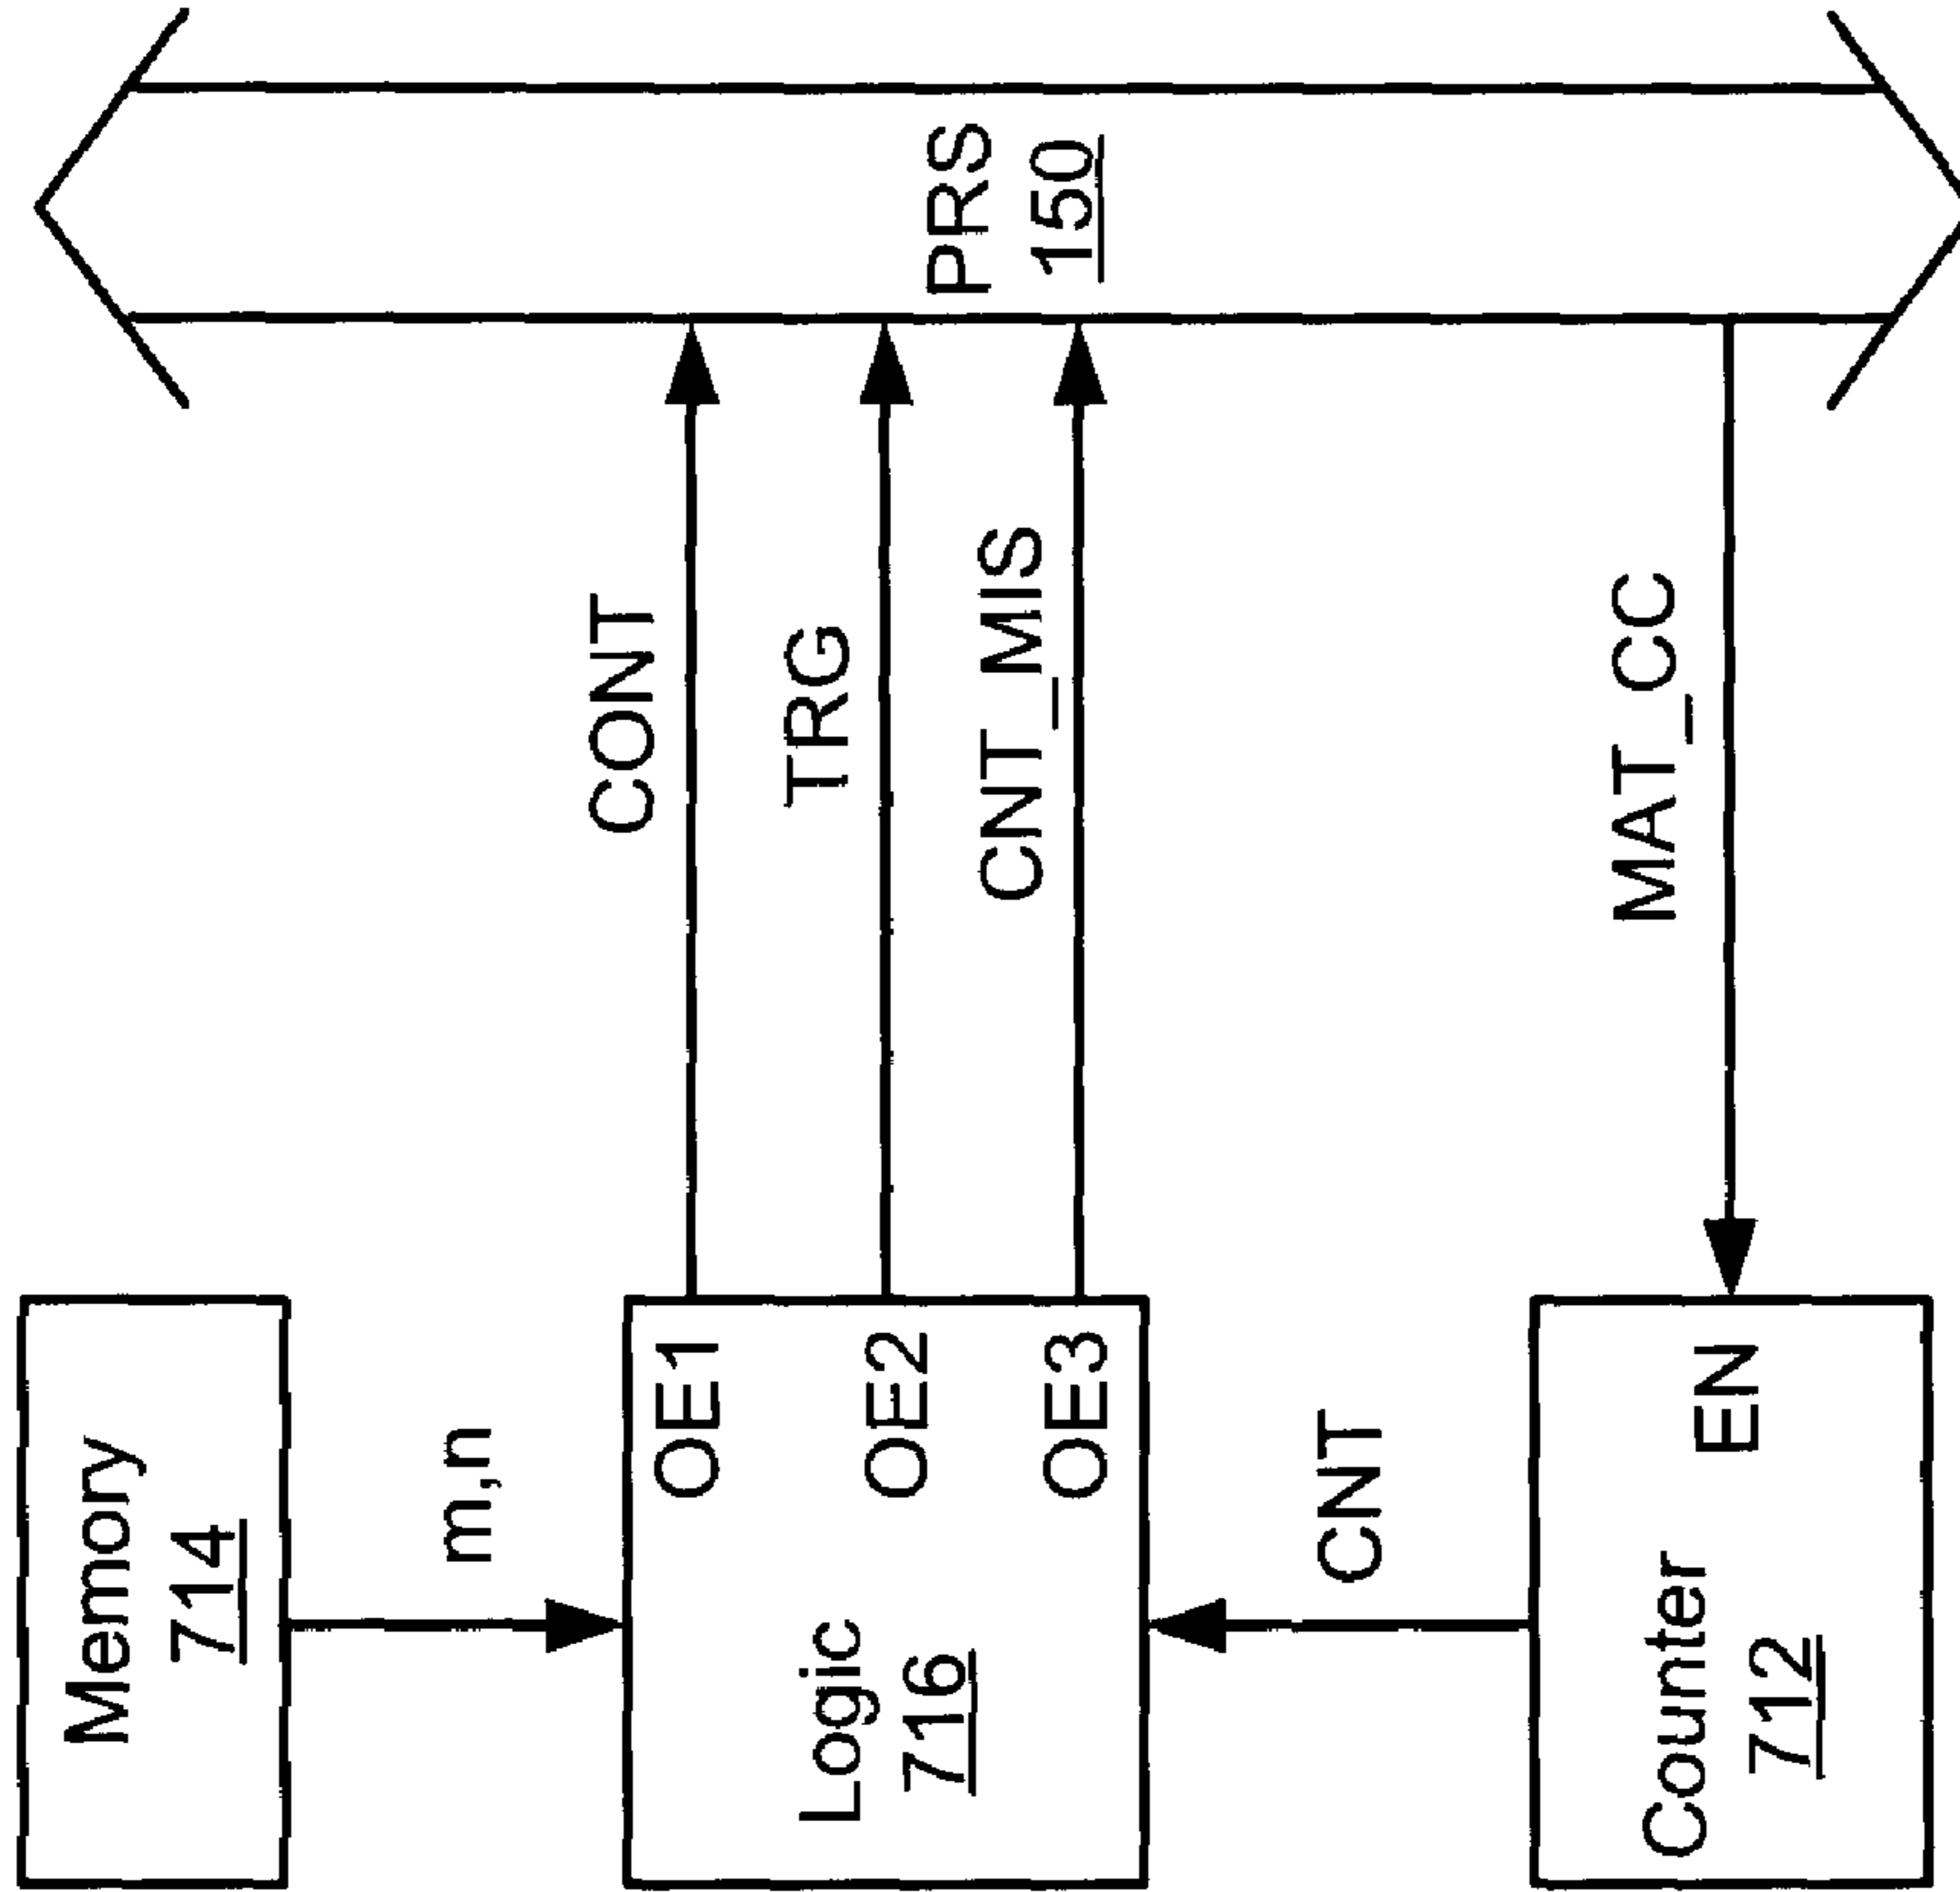 Memory
714
m,n
Logic
716
OE1
OE2
OE3
CNT
Counter
712
EN
CONT
TRG
CNT_MIS
MAT_CC
PRS
150